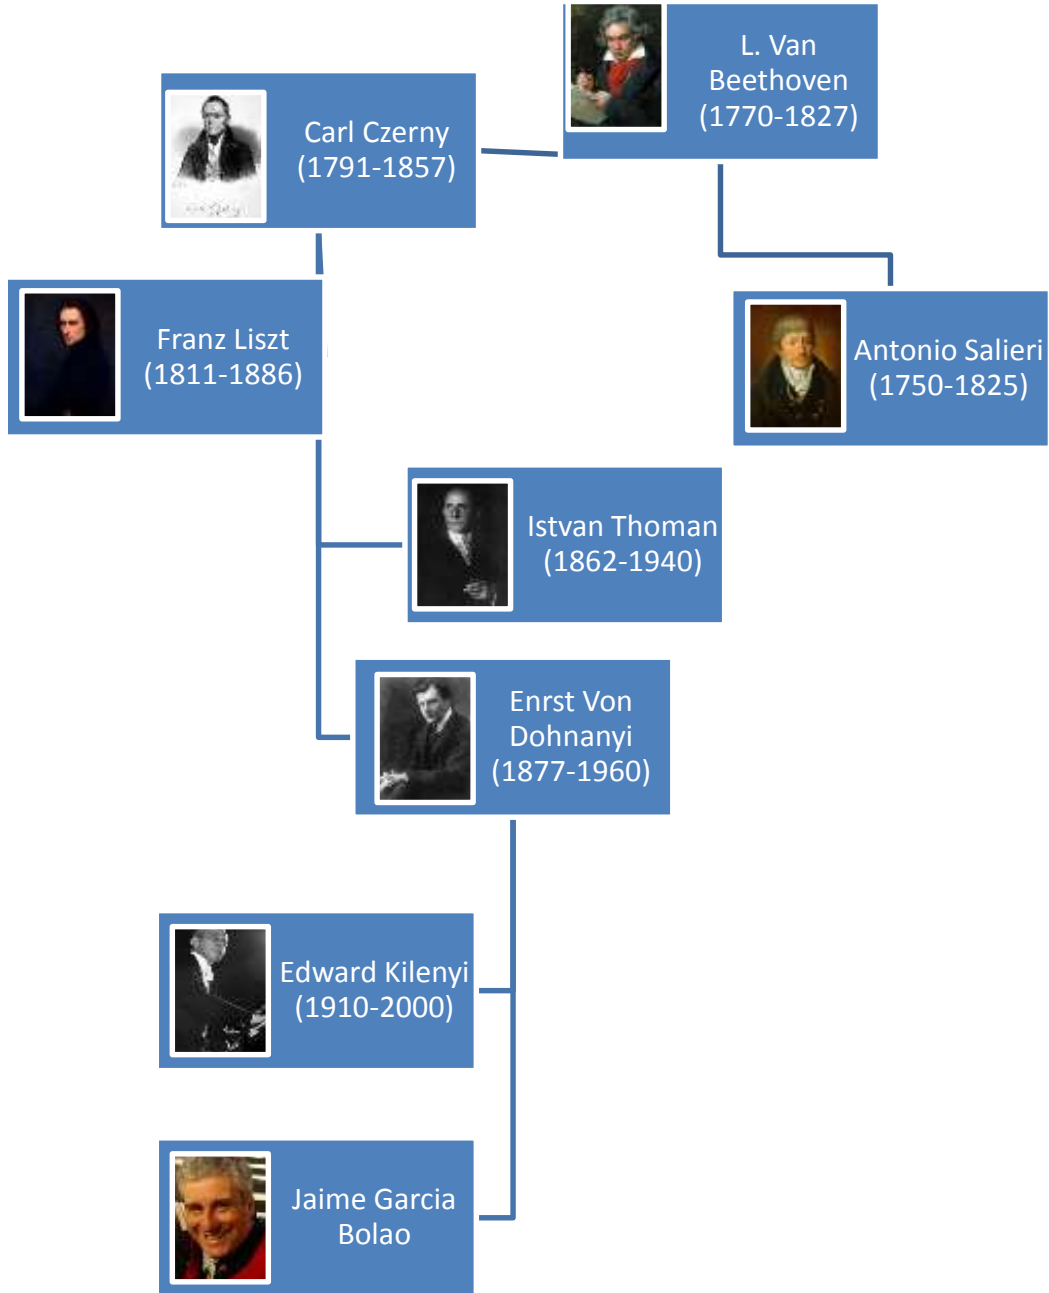 L. Van
Beethoven
(1770-1827)
Carl Czerny
(1791-1857)
Franz Liszt
(1811-1886)
Antonio Salieri
(1750-1825)
Istvan Thoman
(1862-1940)
Enrst Von
Dohnanyi
(1877-1960)
Edward Kilenyi
(1910-2000)
Jaime Garcia
Bolao